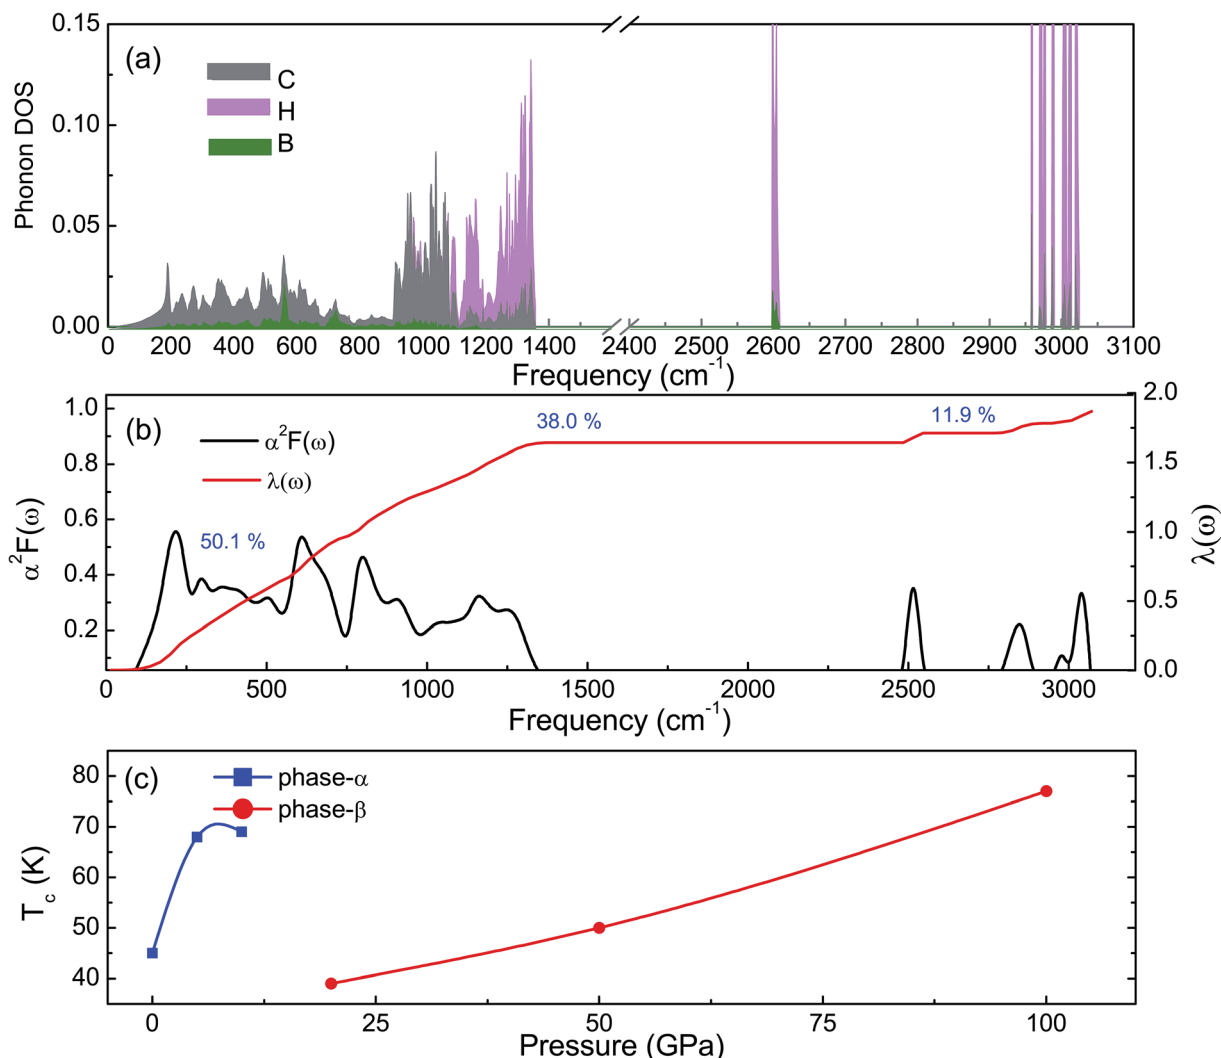 0.15
(a)
C
H
B
0.10
0.05
0.00
Phonon DOS
0 200 400 600 800 1000 1200 1400 2400 2500 2600 2700 2800 2900 3000 3100
Frequency (cm⁻¹)
(b)
α²F(ω)
λ(ω)
50.1 %
38.0 %
11.9 %
1.0
0.8
0.6
0.4
0.2
α²F(ω)
2.0
1.5
1.0
0.5
0.0
λ(ω)
0 500 1000 1500 2000 2500 3000
Frequency (cm⁻¹)
(c)
phase-α
phase-β
80
70
60
50
40
T_c (K)
0 25 50 75 100
Pressure (GPa)